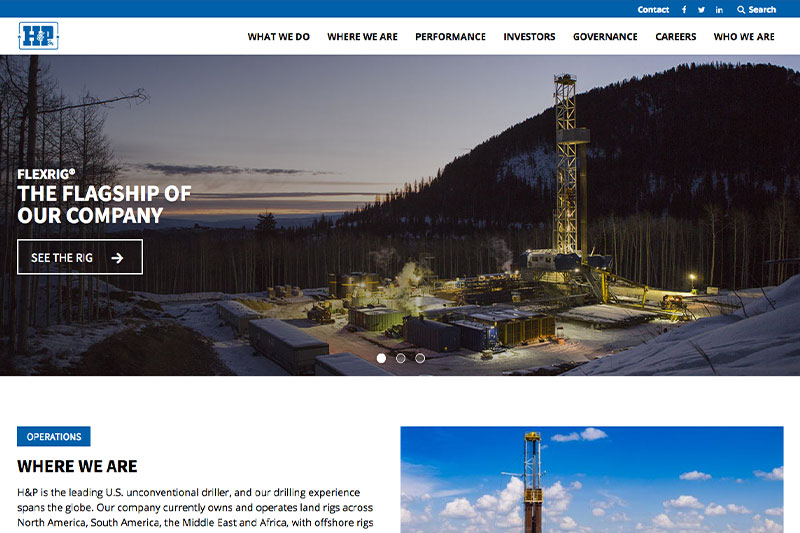 Contact
Search
H&P
WHAT WE DO
WHERE WE ARE
PERFORMANCE
INVESTORS
GOVERNANCE
CAREERS
WHO WE ARE
FLEXRIG®
THE FLAGSHIP OF
OUR COMPANY
SEE THE RIG
OPERATIONS
WHERE WE ARE
H&P is the leading U.S. unconventional driller, and our drilling experience
spans the globe. Our company currently owns and operates land rigs across
North America, South America, the Middle East and Africa, with offshore rigs